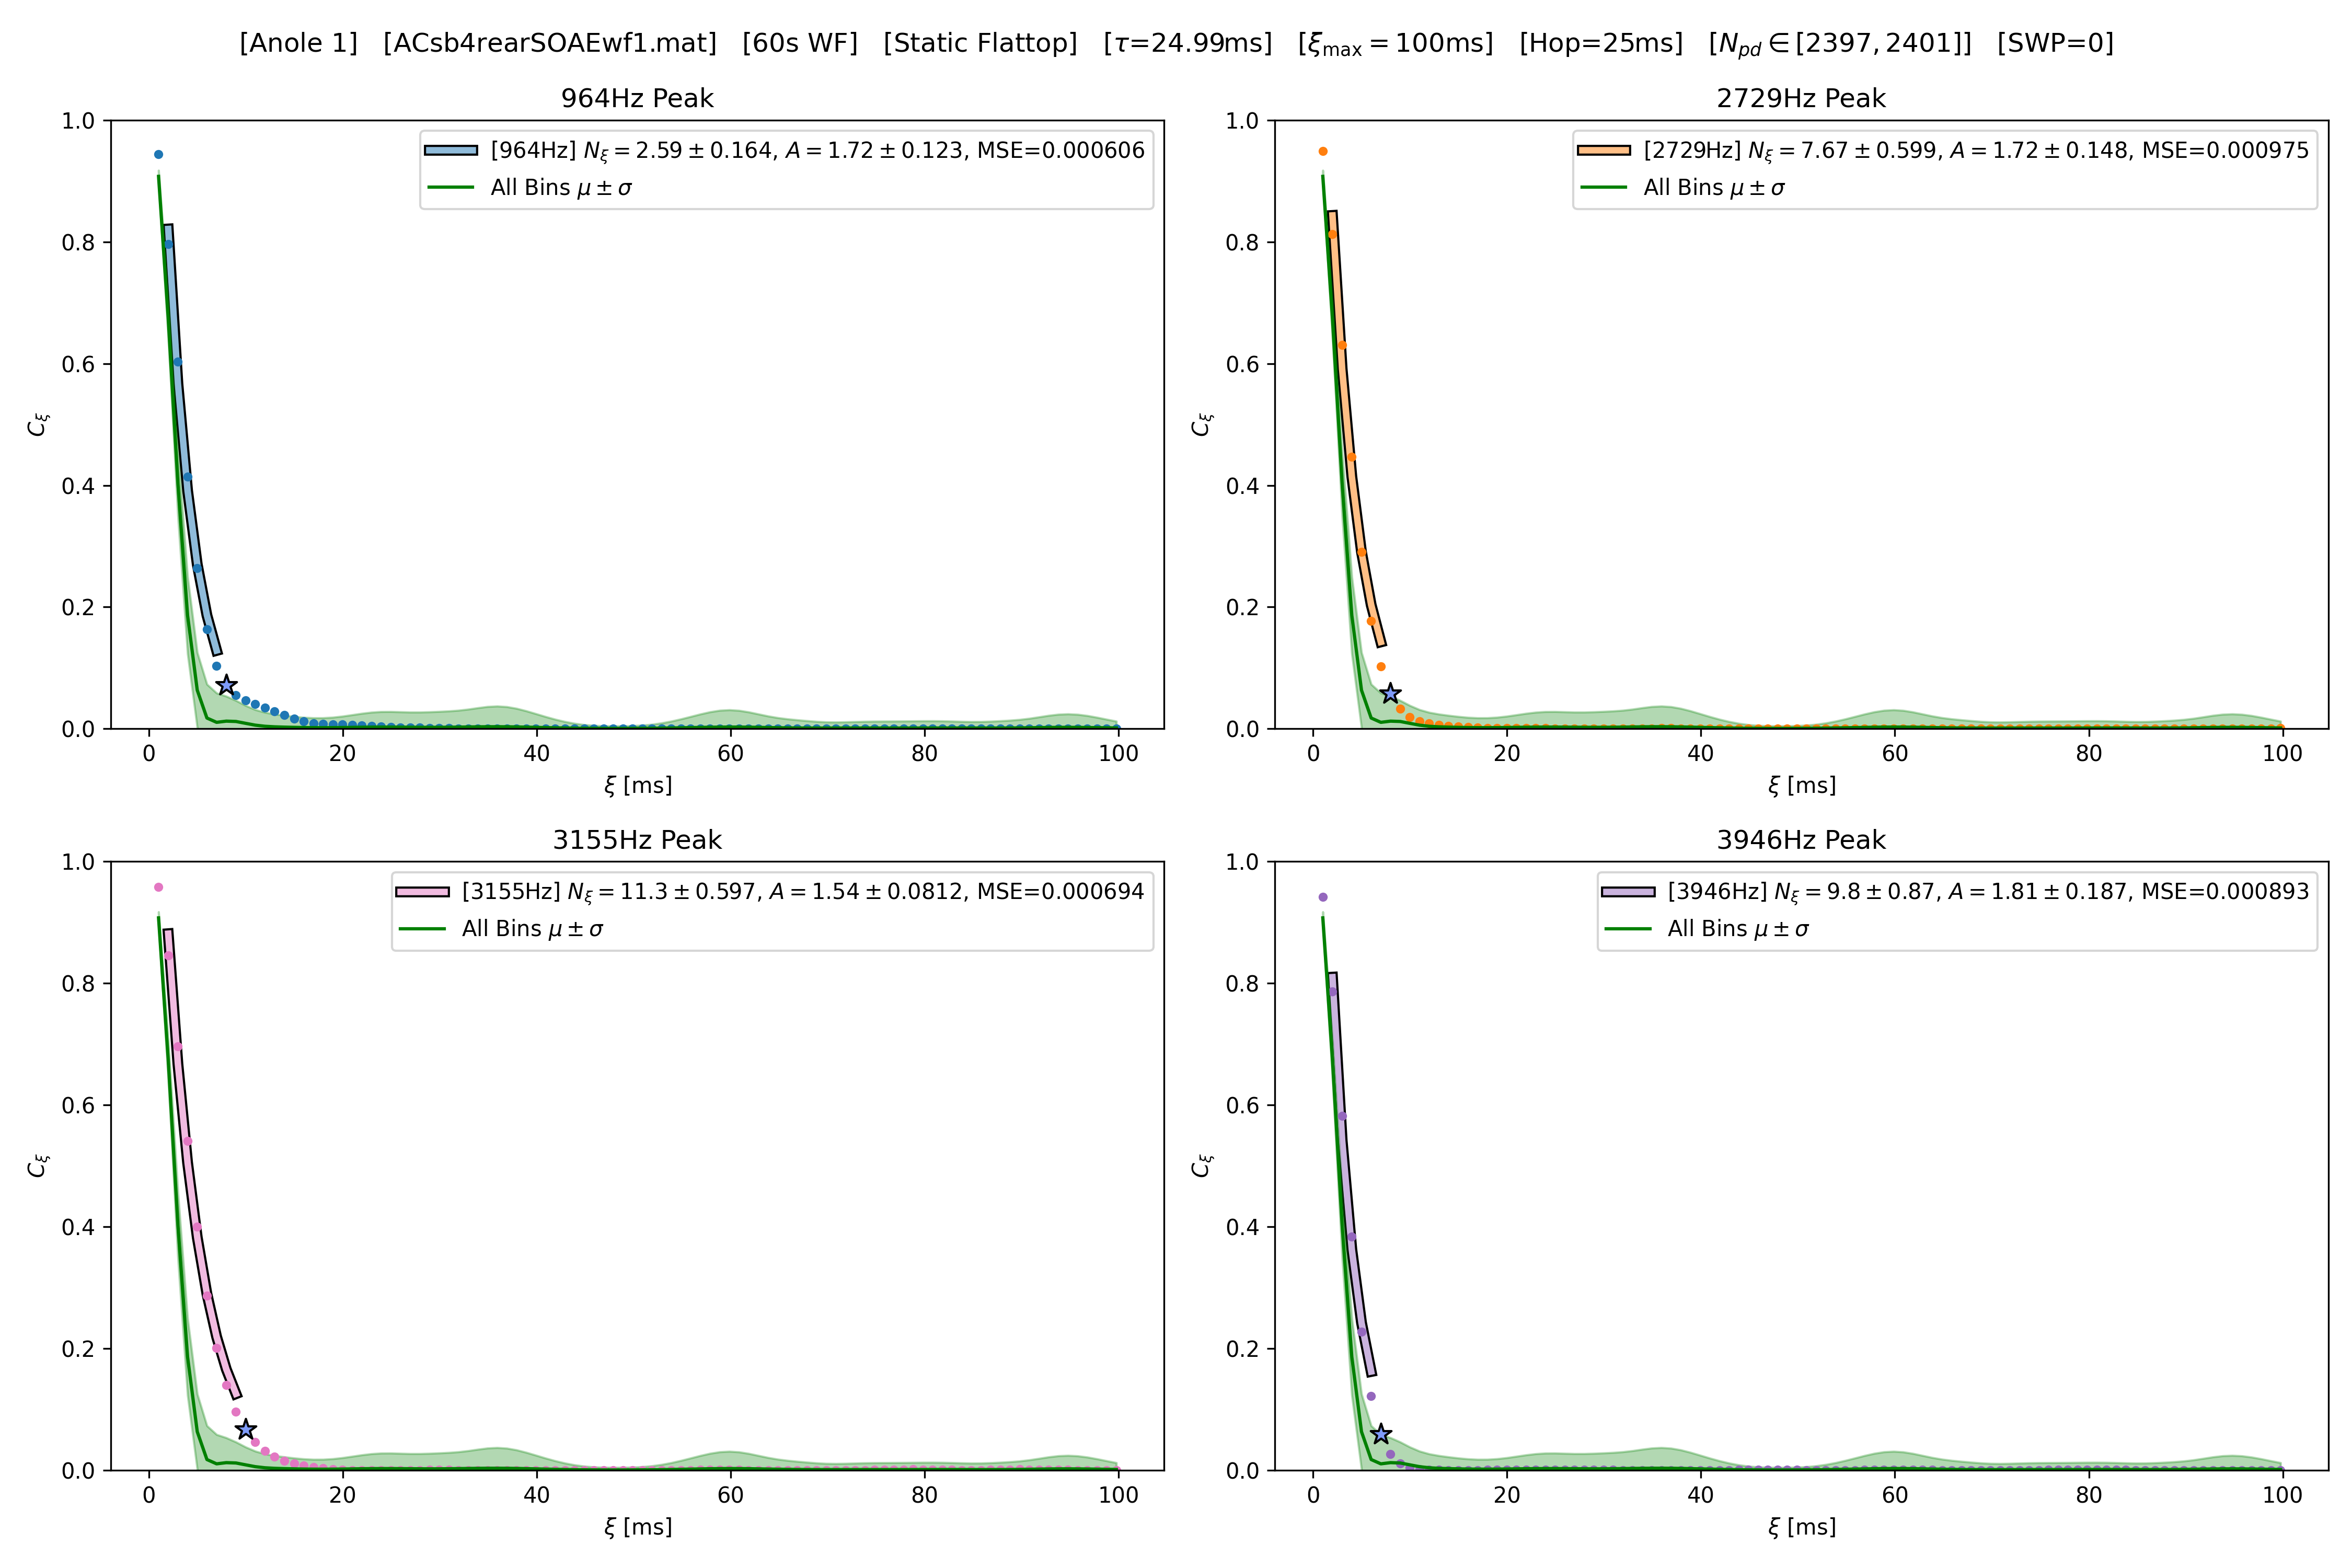 [Anole 1] [ACsb4rearSOAEwf1.mat] [60s WF] [Static Flattop] [τ=24.99ms] [ξmax = 100ms] [Hop=25ms] [Npd ∈ [2397, 2401]] [SWP=0]
964Hz Peak
[964Hz] Nξ = 2.59 ± 0.164, A = 1.72 ± 0.123, MSE=0.000606
All Bins μ ± σ
1.0
0.8
0.6
0.4
0.2
0.0
Cξ
0 20 40 60 80 100
ξ [ms]
2729Hz Peak
[2729Hz] Nξ = 7.67 ± 0.599, A = 1.72 ± 0.148, MSE=0.000975
All Bins μ ± σ
1.0
0.8
0.6
0.4
0.2
0.0
Cξ
0 20 40 60 80 100
ξ [ms]
3155Hz Peak
[3155Hz] Nξ = 11.3 ± 0.597, A = 1.54 ± 0.0812, MSE=0.000694
All Bins μ ± σ
1.0
0.8
0.6
0.4
0.2
0.0
Cξ
0 20 40 60 80 100
ξ [ms]
3946Hz Peak
[3946Hz] Nξ = 9.8 ± 0.87, A = 1.81 ± 0.187, MSE=0.000893
All Bins μ ± σ
1.0
0.8
0.6
0.4
0.2
0.0
Cξ
0 20 40 60 80 100
ξ [ms]